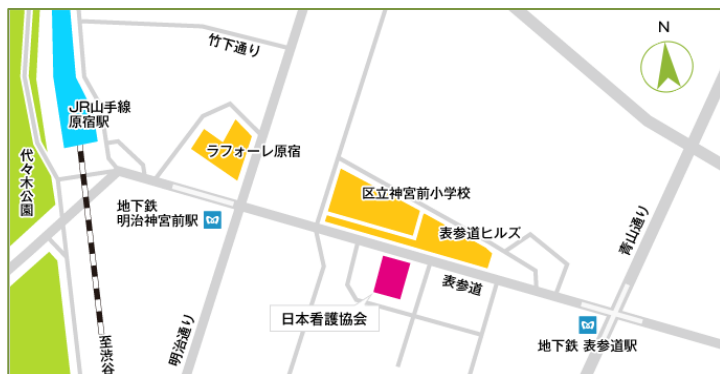 N
竹下通り
JR山手線
原宿駅
ラフォーレ原宿
代々木公園
区立神宮前小学校
地下鉄
明治神宮前駅
表参道ヒルズ
青山通り
表参道
日本看護協会
明治通り
至渋谷
地下鉄 表参道駅